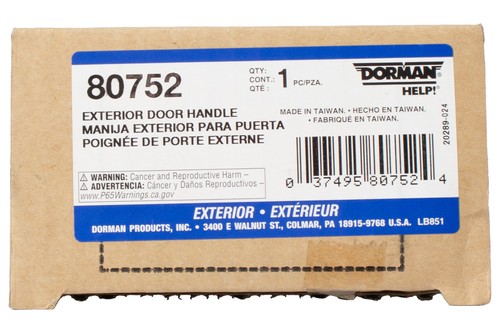 80752
QTY:
CONT.: 1 PC/PZA.
QTÉ :
DORMAN®
HELP!®
EXTERIOR DOOR HANDLE
MANIJA EXTERIOR PARA PUERTA
POIGNÉE DE PORTE EXTERNE
MADE IN TAIWAN. • HECHO EN TAIWAN.
• FABRIQUÉ EN TAIWAN.
20289-024
⚠ WARNING: Cancer and Reproductive Harm –
⚠ ADVERTENCIA: Cáncer y Daños Reproductivos –
www.P65Warnings.ca.gov
0 37495 80752 4
EXTERIOR • EXTÉRIEUR
DORMAN PRODUCTS, INC. • 3400 E WALNUT ST., COLMAR, PA 18915-9768 U.S.A. LB851